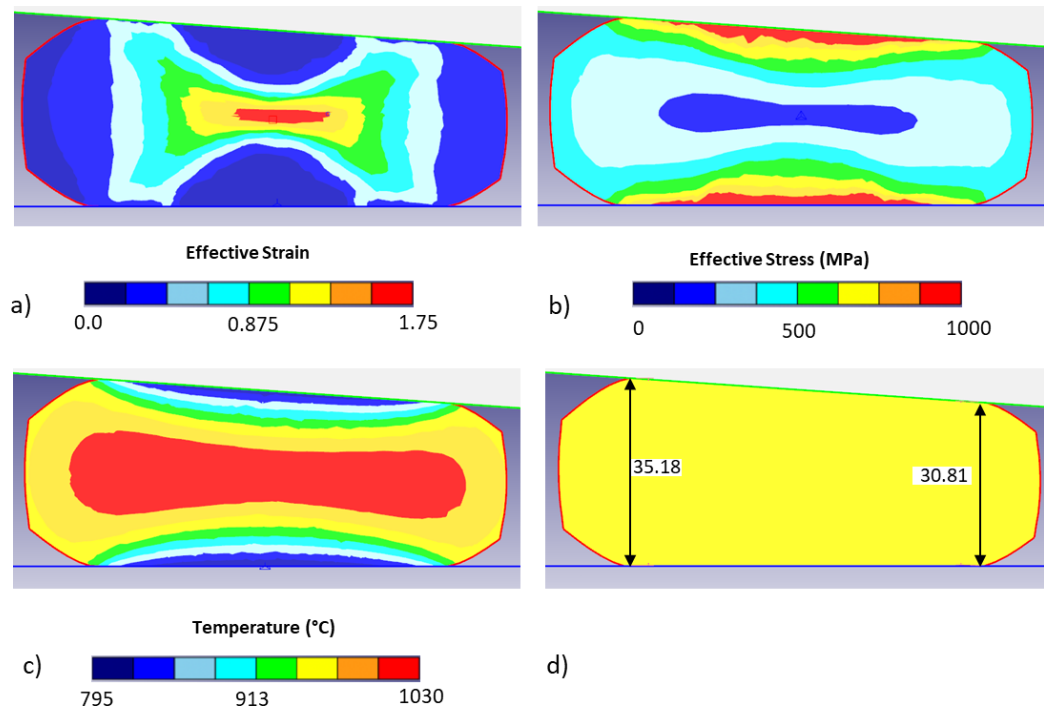 Effective Strain
a)
0.0
0.875
1.75
Effective Stress (MPa)
b)
0
500
1000
Temperature (°C)
c)
795
913
1030
35.18
30.81
d)